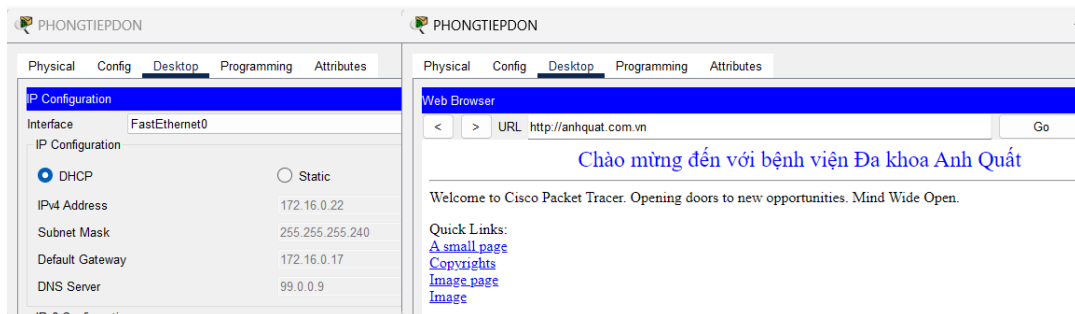 PHONGTIEPDON
Physical Config Desktop Programming Attributes
IP Configuration
Interface FastEthernet0
IP Configuration
DHCP Static
IPv4 Address 172.16.0.22
Subnet Mask 255.255.255.240
Default Gateway 172.16.0.17
DNS Server 99.0.0.9
PHONGTIEPDON
Physical Config Desktop Programming Attributes
Web Browser
< > URL http://anhquat.com.vn Go
Chào mừng đến với bệnh viện Đa khoa Anh Quất
Welcome to Cisco Packet Tracer. Opening doors to new opportunities. Mind Wide Open.
Quick Links:
A small page
Copyrights
Image page
Image